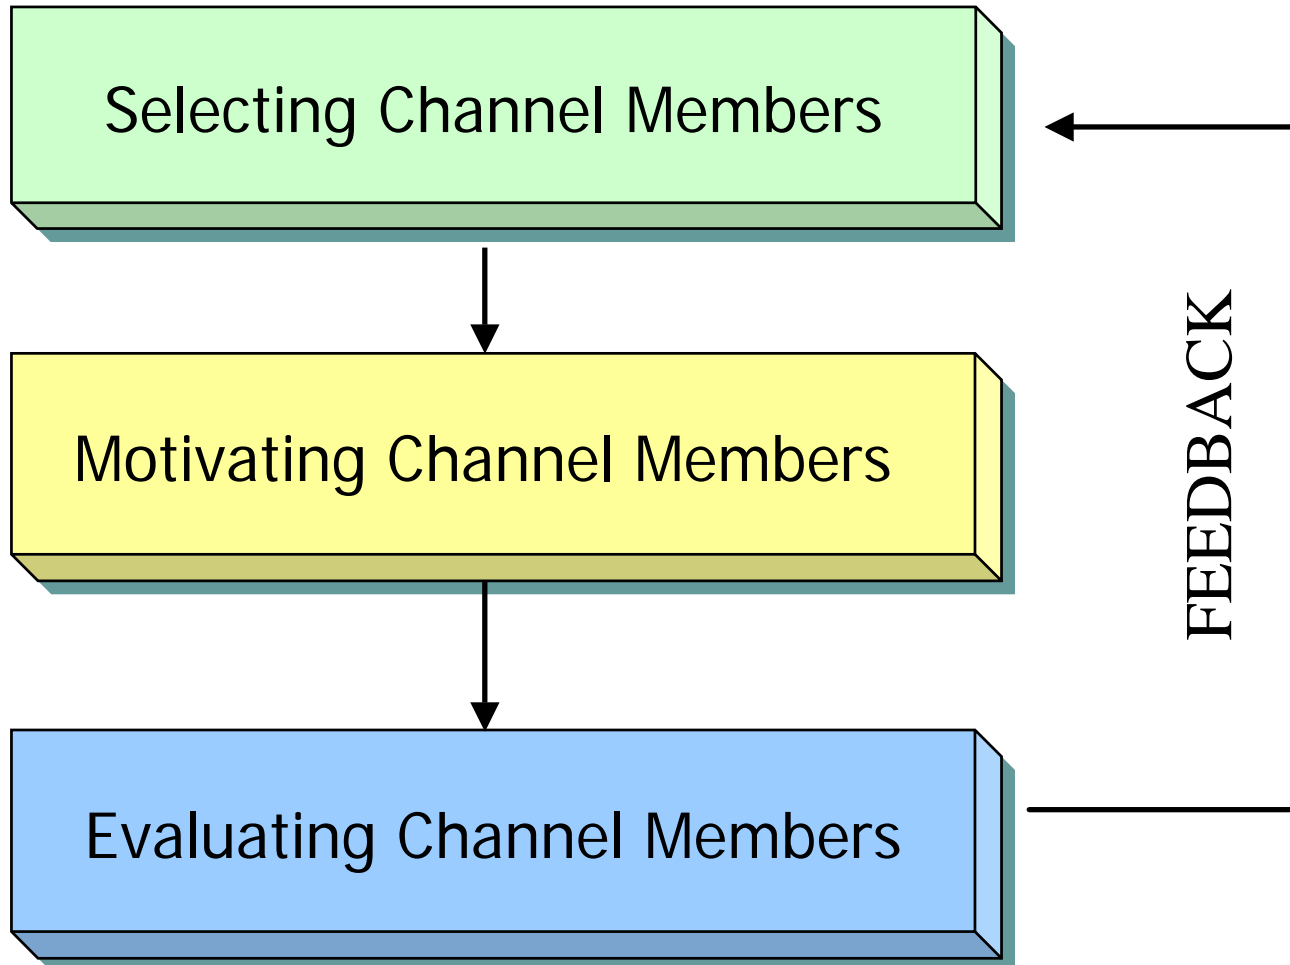 Selecting Channel Members
Motivating Channel Members
Evaluating Channel Members
FEEDBACK